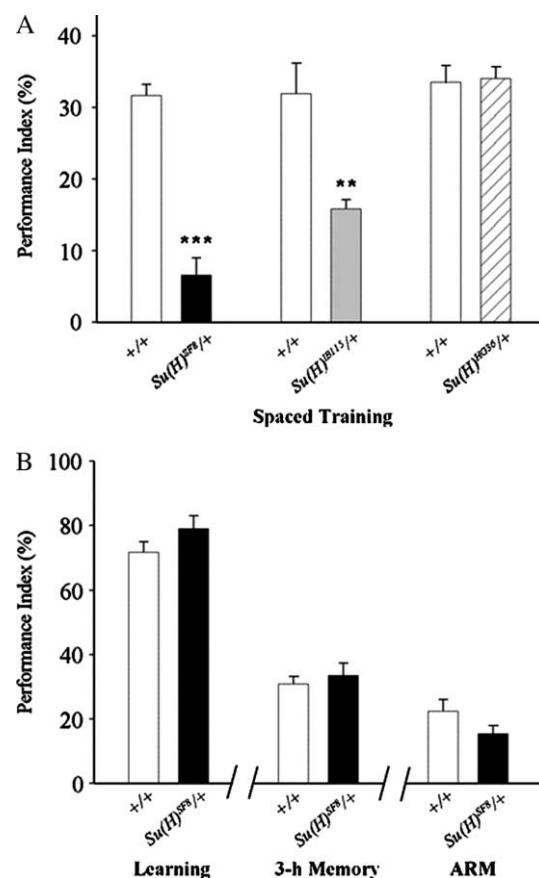 A
Performance Index (%)
40
30
20
10
0
***
**
+/+
Su(H)SF8/+
+/+
Su(H)IB115/+
+/+
Su(H)HG36/+
Spaced Training
B
Performance Index (%)
100
80
60
40
20
0
+/+
Su(H)SF8/+
+/+
Su(H)SF8/+
+/+
Su(H)SF8/+
Learning
3-h Memory
ARM